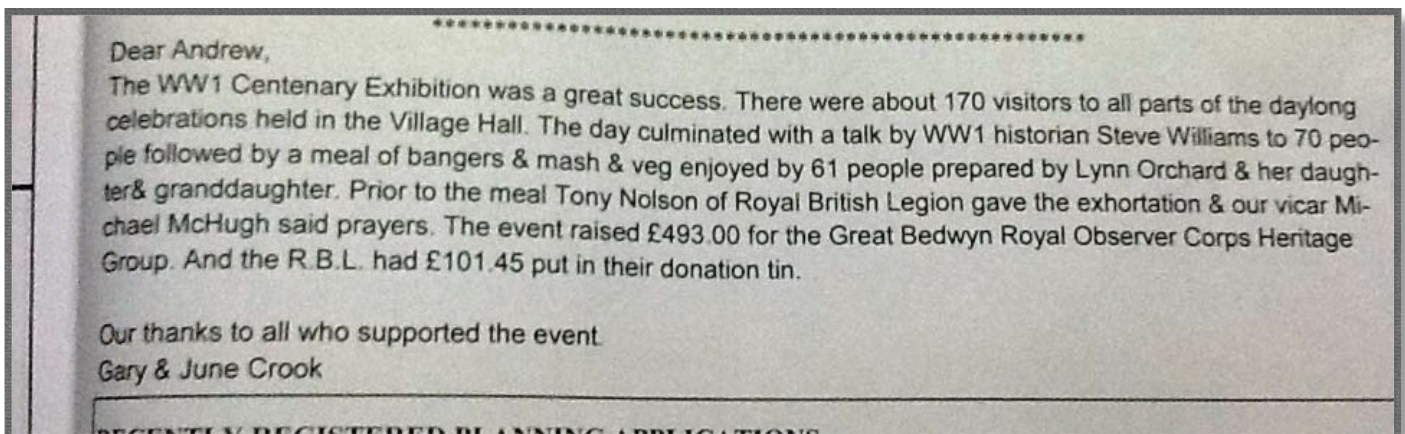 ****************************************************
Dear Andrew,
The WW1 Centenary Exhibition was a great success. There were about 170 visitors to all parts of the daylong
celebrations held in the Village Hall. The day culminated with a talk by WW1 historian Steve Williams to 70 peo-
ple followed by a meal of bangers & mash & veg enjoyed by 61 people prepared by Lynn Orchard & her daugh-
ter& granddaughter. Prior to the meal Tony Nolson of Royal British Legion gave the exhortation & our vicar Mi-
chael McHugh said prayers. The event raised £493.00 for the Great Bedwyn Royal Observer Corps Heritage
Group. And the R.B.L. had £101.45 put in their donation tin.
Our thanks to all who supported the event.
Gary & June Crook
RECENTLY REGISTERED PLANNING APPLICATIONS